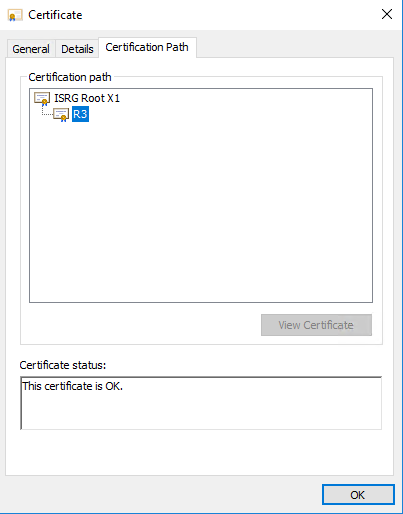 Certificate
General Details Certification Path
Certification path
ISRG Root X1
R3
View Certificate
Certificate status:
This certificate is OK.
OK